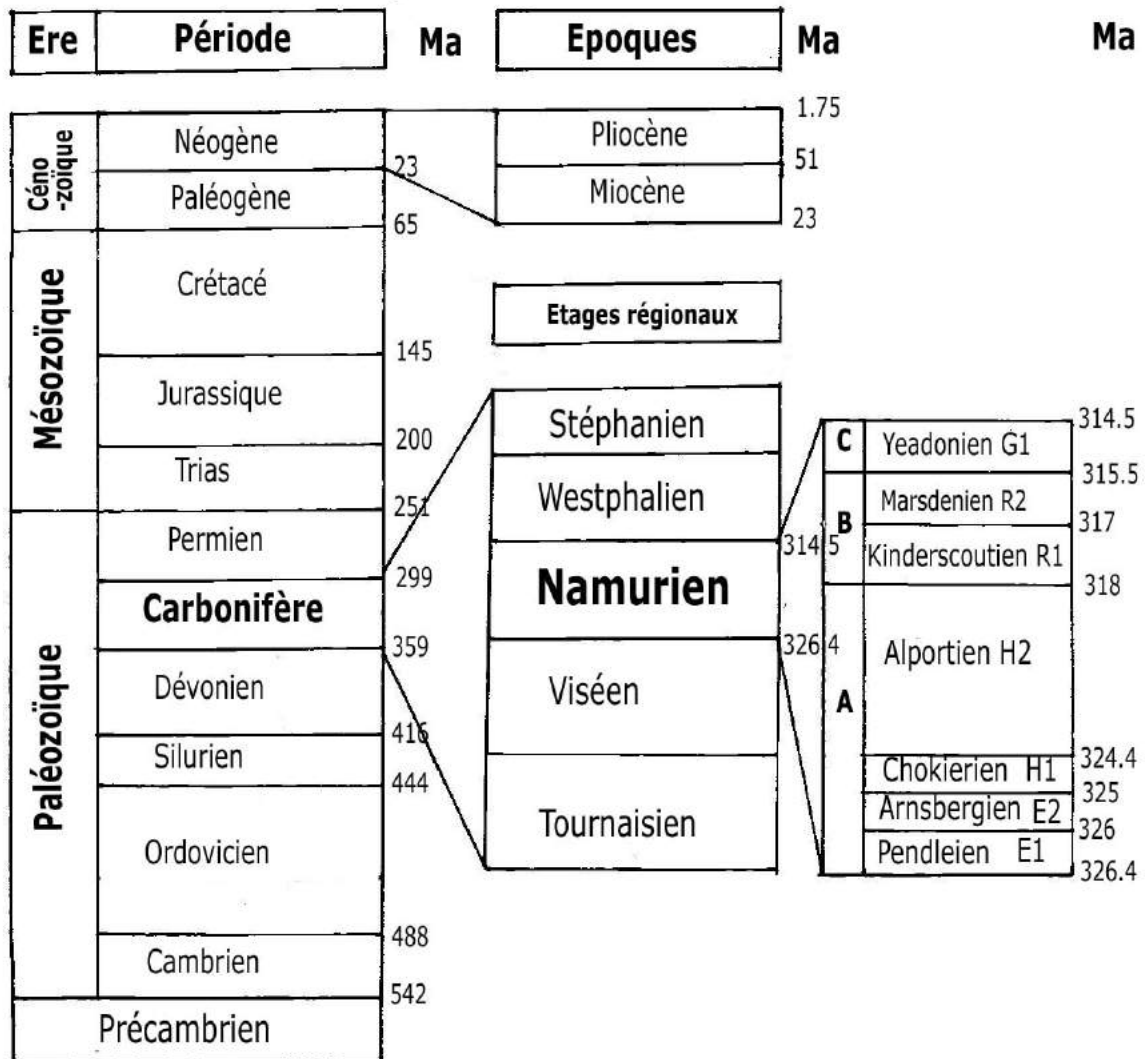 Ere Période Ma Epoques Ma Ma
Céno
-zoïque
Néogène
23
Paléogène
65
Mésozoïque
Crétacé
145
Jurassique
200
Trias
251
Paléozoïque
Permien
299
Carbonifère
359
Dévonien
416
Silurien
444
Ordovicien
488
Cambrien
542
Précambrien
1.75
Pliocène
51
Miocène
23
Etages régionaux
Stéphanien
Westphalien
314.5
Namurien
326.4
Viséen
Tournaisien
314.5
C Yeadonien G1
315.5
B
Marsdenien R2
317
Kinderscoutien R1
318
A
Alportien H2
324.4
Chokierien H1
325
Arnsbergien E2
326
Pendleien E1
326.4